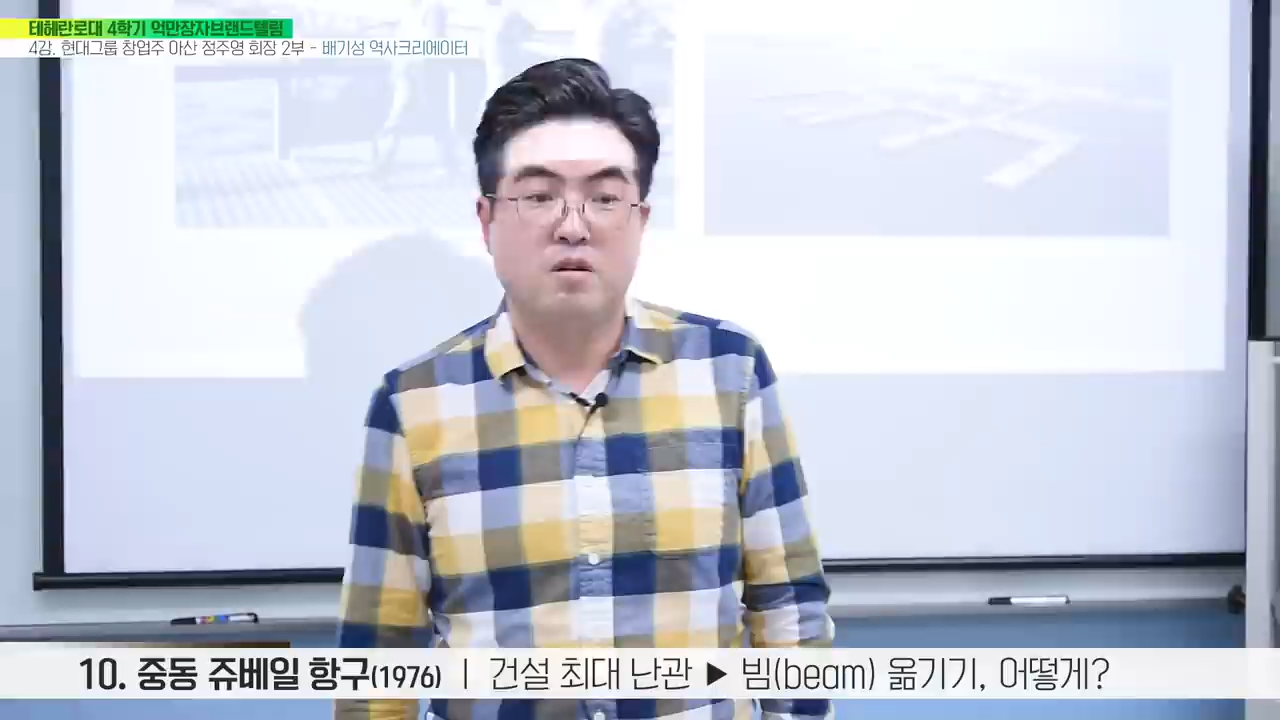 테헤란로대 4학기 억만장자브랜드텔링
4강. 현대그룹 창업주 아산 정주영 회장 2부 - 배기성 역사크리에이터
10. 중동 쥬베일 항구(1976) | 건설 최대 난관 ▶ 빔(beam) 옮기기, 어떻게?